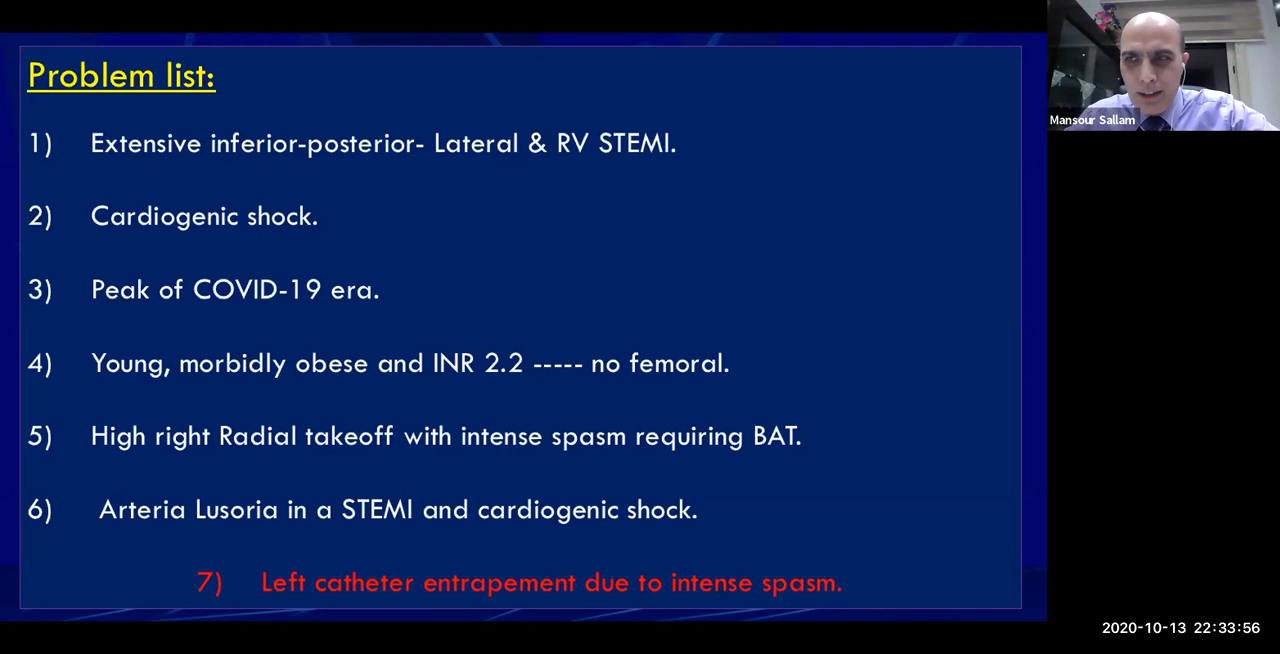 Problem list:
1) Extensive inferior-posterior- Lateral & RV STEMI.
2) Cardiogenic shock.
3) Peak of COVID-19 era.
4) Young, morbidly obese and INR 2.2 ----- no femoral.
5) High right Radial takeoff with intense spasm requiring BAT.
6) Arteria Lusoria in a STEMI and cardiogenic shock.
7) Left catheter entrapement due to intense spasm.
Mansour Sallam
2020-10-13 22:33:56